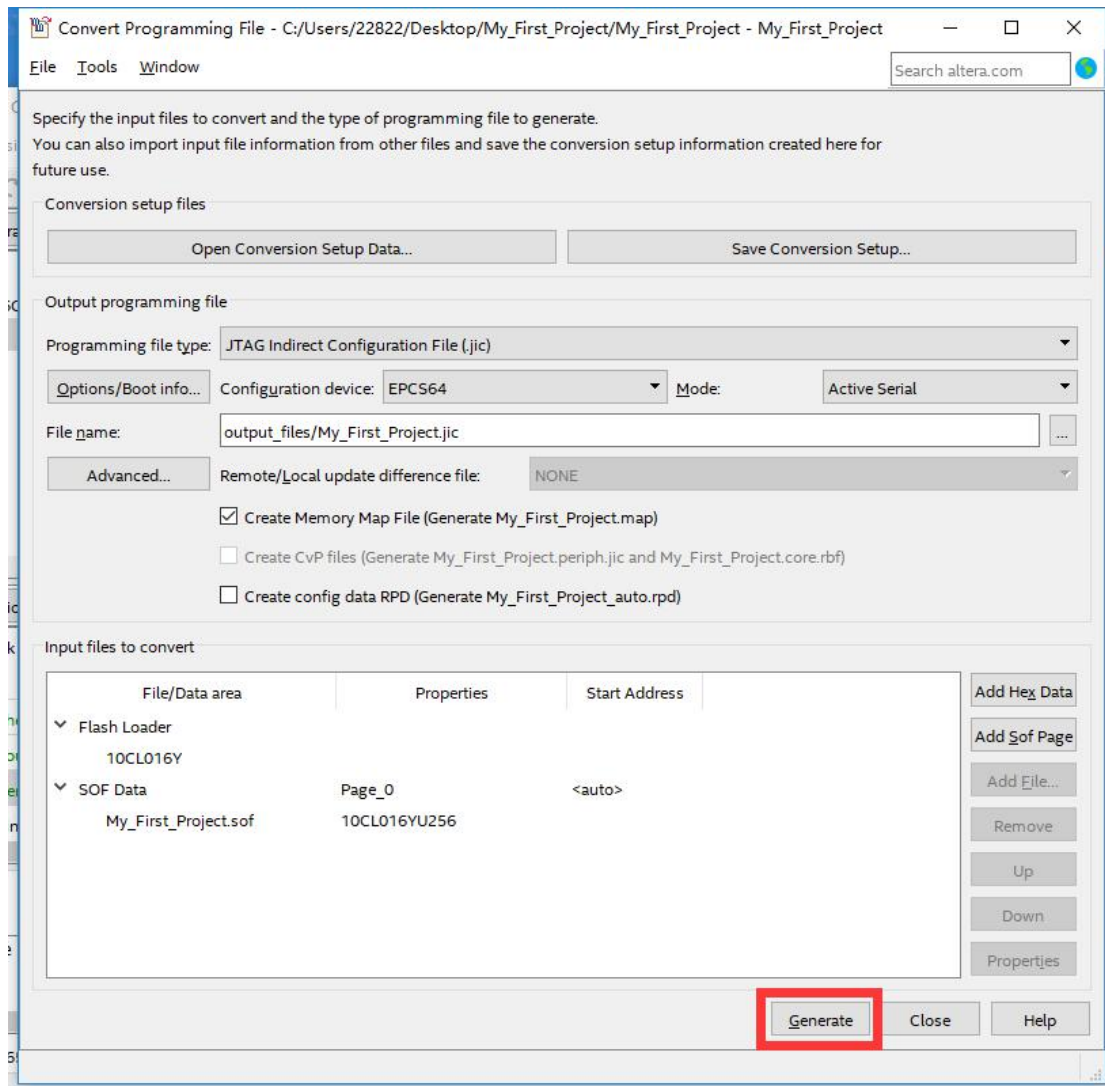 Convert Programming File - C:/Users/22822/Desktop/My_First_Project/My_First_Project - My_First_Project
File Tools Window
Search altera.com
Specify the input files to convert and the type of programming file to generate.
You can also import input file information from other files and save the conversion setup information created here for
future use.
Conversion setup files
Open Conversion Setup Data... Save Conversion Setup...
Output programming file
Programming file type: JTAG Indirect Configuration File (.jic)
Options/Boot info... Configuration device: EPCS64 Mode: Active Serial
File name: output_files/My_First_Project.jic ...
Advanced... Remote/Local update difference file: NONE
Create Memory Map File (Generate My_First_Project.map)
Create CvP files (Generate My_First_Project.periph.jic and My_First_Project.core.rbf)
Create config data RPD (Generate My_First_Project_auto.rpd)
Input files to convert
File/Data area Properties Start Address
Add Hex Data
Flash Loader
Add Sof Page
10CL016Y
Add File...
SOF Data Page_0 <auto>
My_First_Project.sof 10CL016YU256
Remove
Up
Down
Properties
Generate Close Help